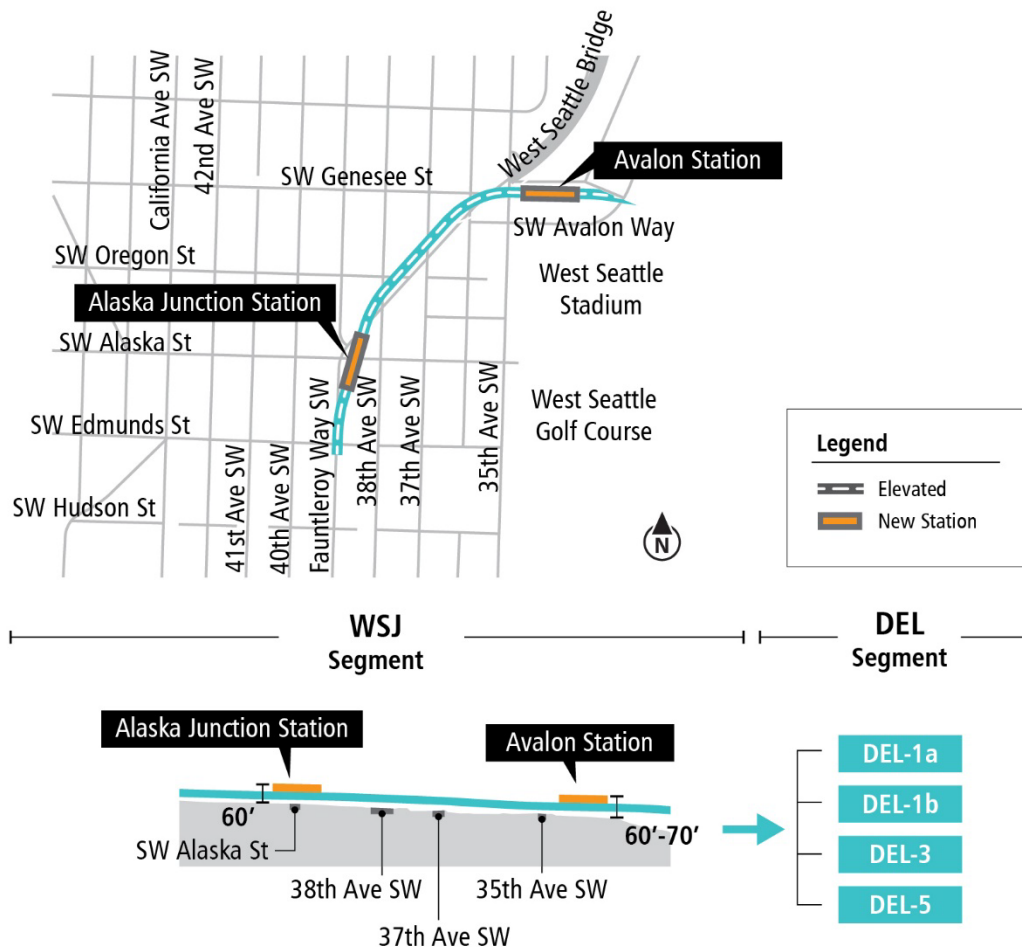 California Ave SW
42nd Ave SW
West Seattle Bridge
Avalon Station
SW Genesee St
SW Avalon Way
SW Oregon St
West Seattle
Stadium
Alaska Junction Station
SW Alaska St
West Seattle
Golf Course
SW Edmunds St
SW Hudson St
41st Ave SW
40th Ave SW
Fauntleroy Way SW
38th Ave SW
37th Ave SW
35th Ave SW
N
Legend
Elevated
New Station
WSJ
Segment
DEL
Segment
Alaska Junction Station
Avalon Station
60’
60’-70’
SW Alaska St
38th Ave SW
35th Ave SW
37th Ave SW
DEL-1a
DEL-1b
DEL-3
DEL-5